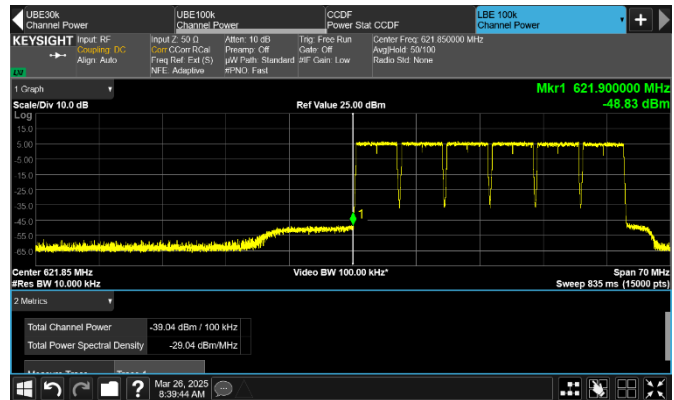 UBE30k UBE100k CCDF LBE 100k
Channel Power Channel Power Power Stat CCDF Channel Power
KEYSIGHT Input: RF Input Z: 50 Ω Atten: 10 dB Trig: Free Run Center Freq: 621.850000 MHz
Coupling: DC Corr CCorr RCal Preamp: Off Gate: Off Avg|Hold: 50/100
Align: Auto Freq Ref: Ext (S) µW Path: Standard #IF Gain: Low Radio Std: None
NFE: Adaptive #PNO: Fast
LXI
1 Graph Mkr1 621.900000 MHz
Scale/Div 10.0 dB Ref Value 25.00 dBm -48.83 dBm
Log
15.0
5.00
-5.00
-15.0
-25.0
-35.0
-45.0
1
-55.0
-65.0
Center 621.85 MHz Video BW 100.00 kHz* Span 70 MHz
#Res BW 10.000 kHz Sweep 835 ms (15000 pts)
2 Metrics
Total Channel Power -39.04 dBm / 100 kHz
Total Power Spectral Density -29.04 dBm/MHz
Mar 26, 2025
8:39:44 AM